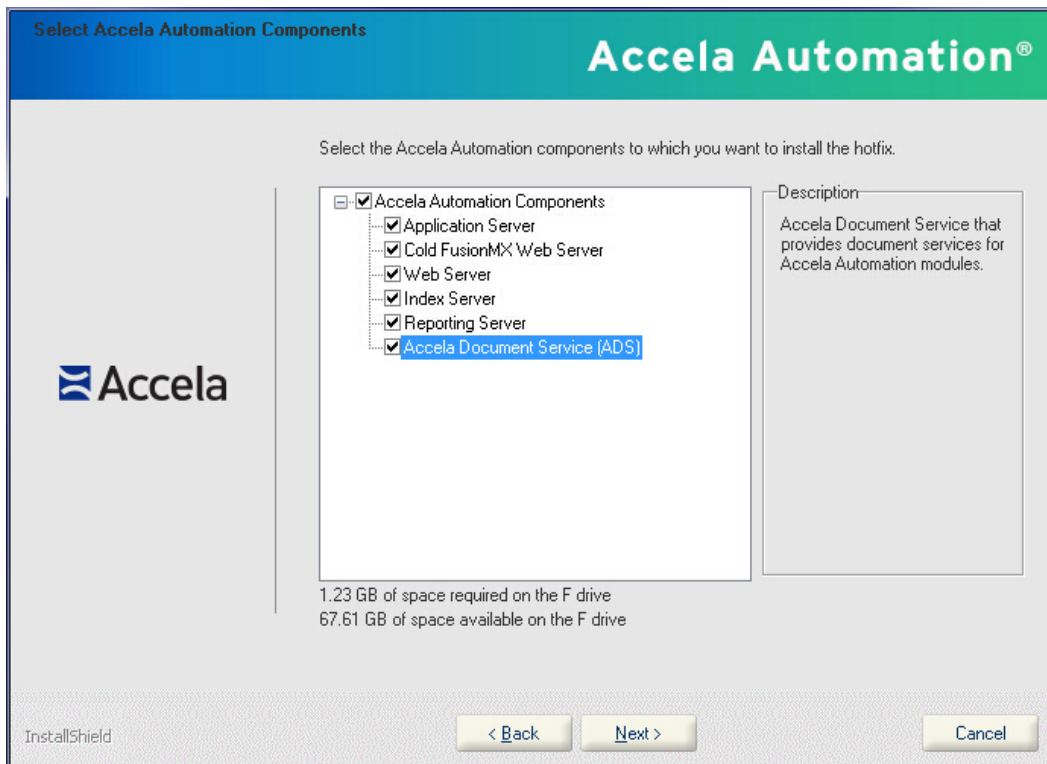 Select Accela Automation Components
Accela Automation®
Select the Accela Automation components to which you want to install the hotfix.
Accela Automation Components
Application Server
Cold FusionMX Web Server
Web Server
Index Server
Reporting Server
Accela Document Service (ADS)
Description
Accela Document Service that
provides document services for
Accela Automation modules.
Accela
1.23 GB of space required on the F drive
67.61 GB of space available on the F drive
InstallShield
< Back
Next >
Cancel